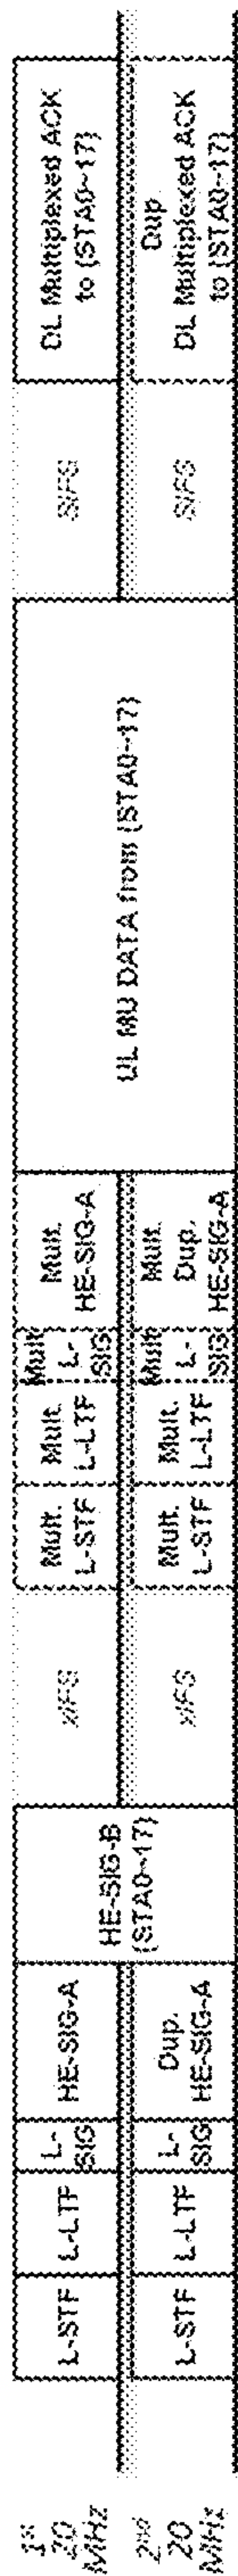 1st
20
MHz
L-STF
L-LTF
L-
SIG
HE-SIG-A
HE-SIG-B
(STA0~17)
xIFS
Mult.
L-STF
Mult.
L-LTF
Mult
L-
SIG
Mult.
HE-SIG-A
UL MU DATA from (STA0~17)
SIFS
DL Multiplexed ACK
to (STA0~17)
2nd
20
MHz
L-STF
L-LTF
L-
SIG
Dup.
HE-SIG-A
xIFS
Mult.
L-STF
Mult.
L-LTF
Mult
L-
SIG
Mult
Dup.
HE-SIG-A
SIFS
Dup
DL Multiplexed ACK
to (STA0~17)